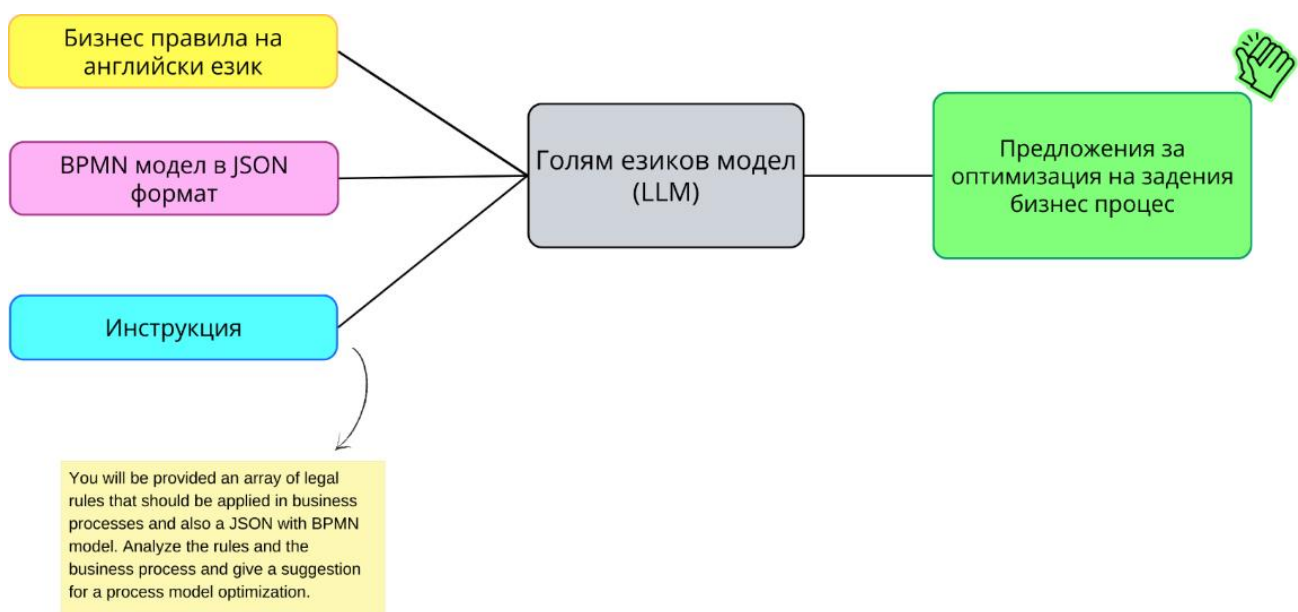 Бизнес правила на
английски език
BPMN модел в JSON
формат
Инструкция
Голям езиков модел
(LLM)
Предложения за
оптимизация на задения
бизнес процес
You will be provided an array of legal
rules that should be applied in business
processes and also a JSON with BPMN
model. Analyze the rules and the
business process and give a suggestion
for a process model optimization.